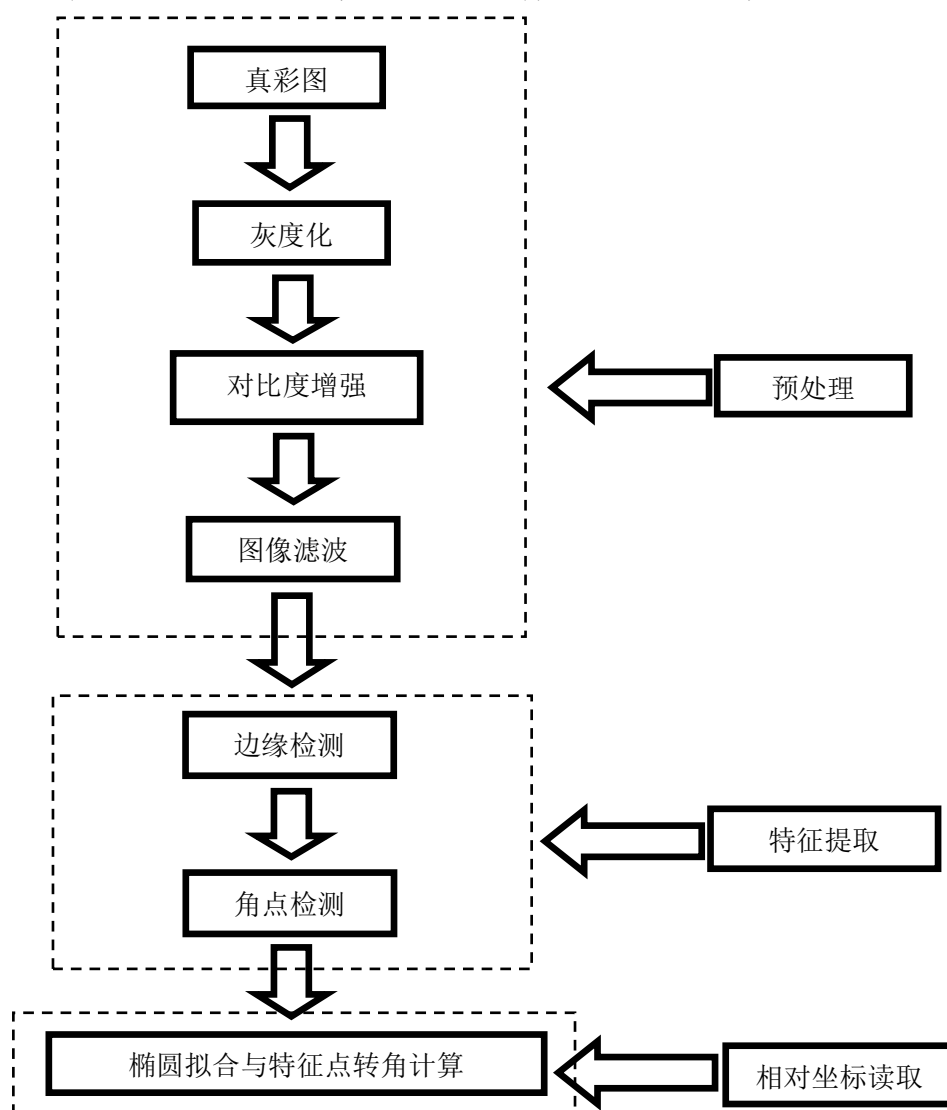 真彩图
灰度化
对比度增强
预处理
图像滤波
边缘检测
特征提取
角点检测
椭圆拟合与特征点转角计算
相对坐标读取